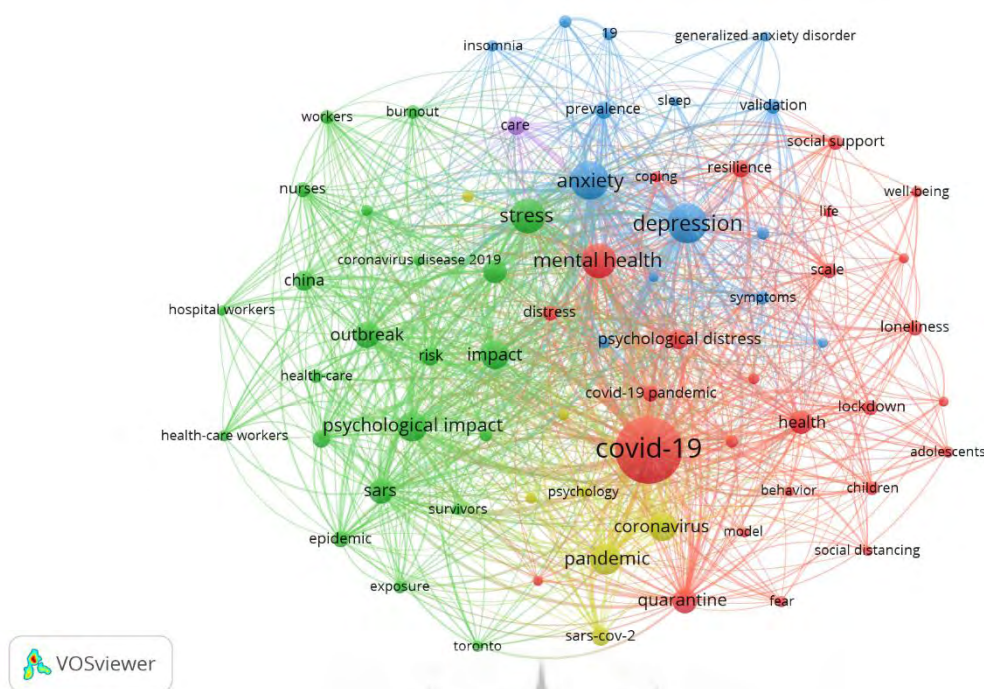 19
generalized anxiety disorder
insomnia
sleep
validation
prevalence
burnout
workers
care
social support
resilience
coping
anxiety
nurses
well-being
stress
life
depression
coronavirus disease 2019
mental health
scale
china
symptoms
hospital workers
distress
loneliness
outbreak
psychological distress
risk
impact
health-care
covid-19 pandemic
lockdown
health
psychological impact
health-care workers
covid-19
adolescents
sars
psychology
behavior
children
survivors
coronavirus
model
epidemic
social distancing
pandemic
exposure
quarantine
fear
sars-cov-2
toronto
VOSviewer